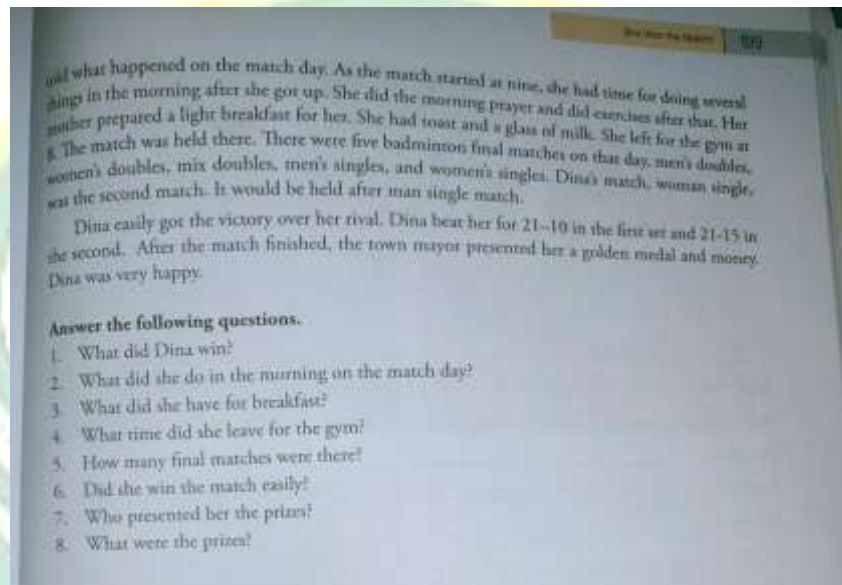 She Won the Match 199
and what happened on the match day. As the match started at nine, she had time for doing several
things in the morning after she got up. She did the morning prayer and did exercises after that. Her
mother prepared a light breakfast for her. She had toast and a glass of milk. She left for the gym at
8. The match was held there. There were five badminton final matches on that day, men's doubles,
women's doubles, mix doubles, men's singles, and women's singles. Dina's match, woman single,
was the second match. It would be held after man single match.
Dina easily got the victory over her rival. Dina beat her for 21–10 in the first set and 21-15 in
the second. After the match finished, the town mayor presented her a golden medal and money.
Dina was very happy.
Answer the following questions.
1. What did Dina win?
2. What did she do in the morning on the match day?
3. What did she have for breakfast?
4. What time did she leave for the gym?
5. How many final matches were there?
6. Did she win the match easily?
7. Who presented her the prizes?
8. What were the prizes?